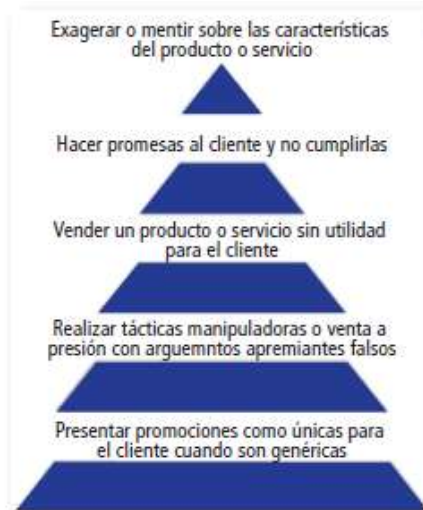 Exagerar o mentir sobre las características
del producto o servicio
Hacer promesas al cliente y no cumplirlas
Vender un producto o servicio sin utilidad
para el cliente
Realizar tácticas manipuladoras o venta a
presión con arguemntos apremiantes falsos
Presentar promociones como únicas para
el cliente cuando son genéricas